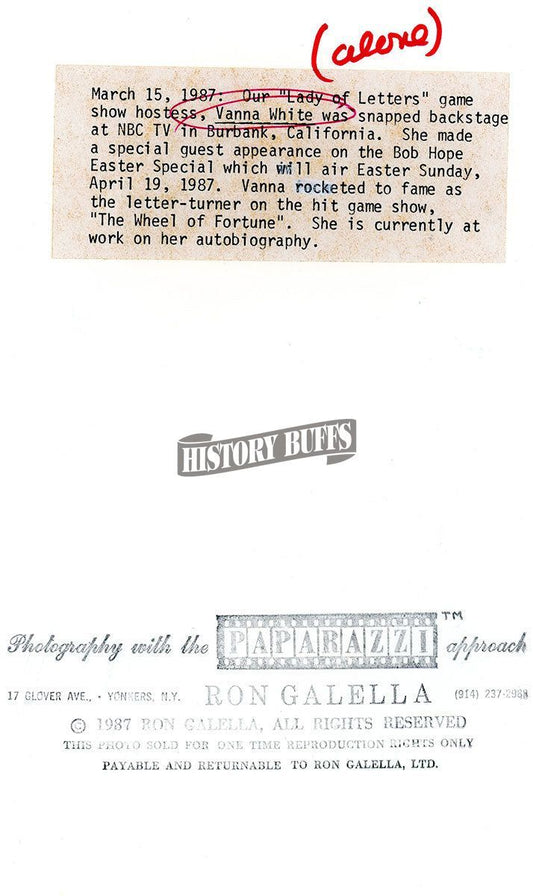 (alone)
March 15, 1987: Our "Lady of Letters" game
show hostess, Vanna White was snapped backstage
at NBC TV in Burbank, California. She made
a special guest appearance on the Bob Hope
Easter Special which will air Easter Sunday,
April 19, 1987. Vanna rocketed to fame as
the letter-turner on the hit game show,
"The Wheel of Fortune". She is currently at
work on her autobiography.
HISTORY BUFFS
Photography with the PAPARAZZI ™ approach
17 GLOVER AVE., • YONKERS, N.Y. RON GALELLA (914) 237-2988
© 1987 RON GALELLA, ALL RIGHTS RESERVED
THIS PHOTO SOLD FOR ONE TIME REPRODUCTION RIGHTS ONLY
PAYABLE AND RETURNABLE TO RON GALELLA, LTD.